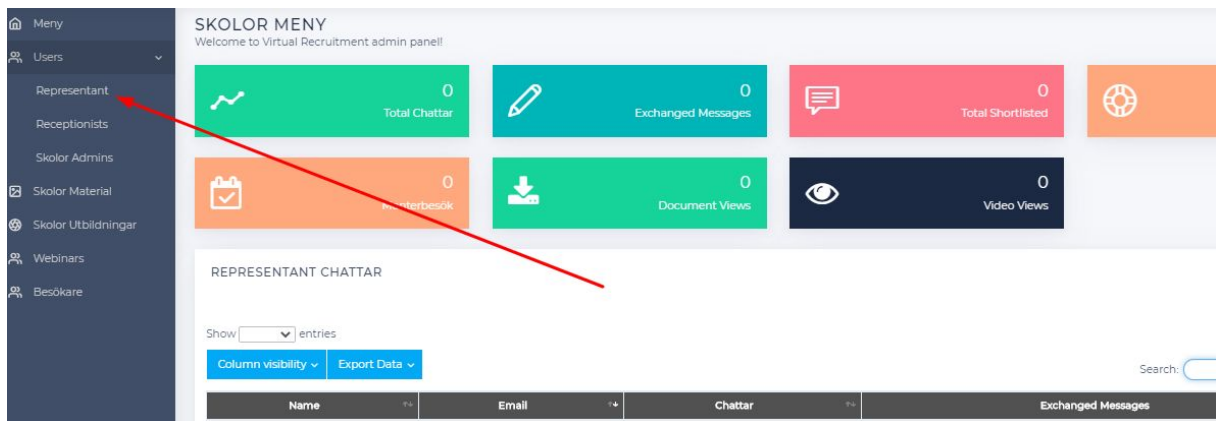 Meny
Users
Representant
Receptionists
Skolor Admins
Skolor Material
Skolor Utbildningar
Webinars
Besökare
SKOLOR MENY
Welcome to Virtual Recruitment admin panel!
0
Total Chattar
0
Exchanged Messages
0
Total Shortlisted
0
Monterbesök
0
Document Views
0
Video Views
REPRESENTANT CHATTAR
Show entries
Column visibility Export Data
Search:
Name Email Chattar Exchanged Messages